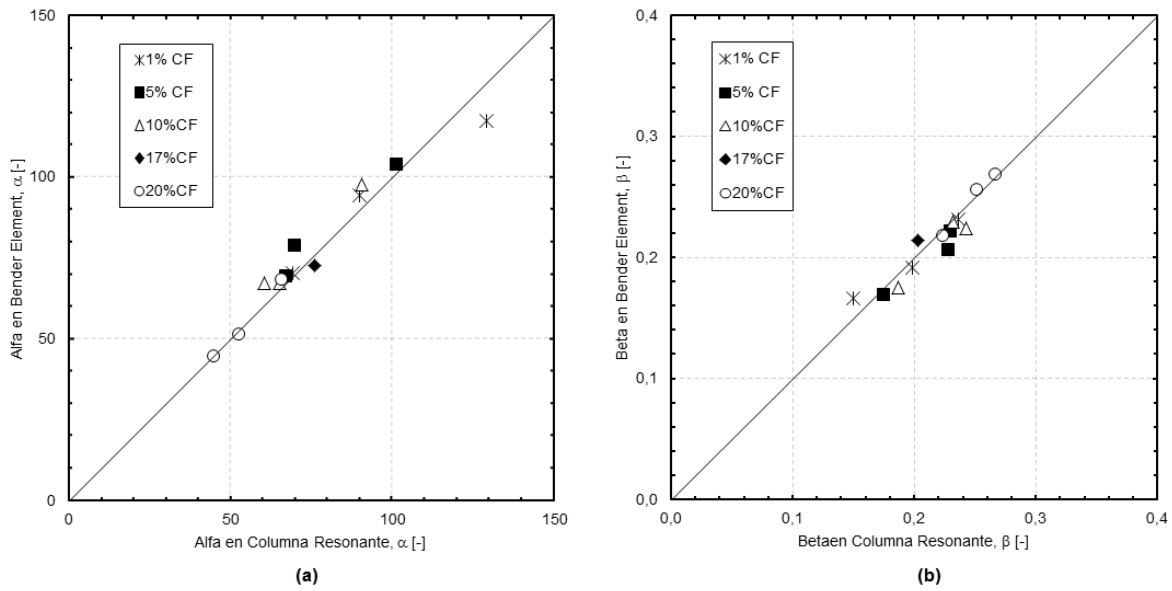 150
100
50
0
0
50
100
150
Alfa en Bender Element, α [-]
Alfa en Columna Resonante, α [-]
1% CF
5% CF
10%CF
17%CF
20%CF
(a)
0,4
0,3
0,2
0,1
0,0
0,0
0,1
0,2
0,3
0,4
Beta en Bender Element, β [-]
Betaen Columna Resonante, β [-]
1% CF
5% CF
10%CF
17%CF
20%CF
(b)